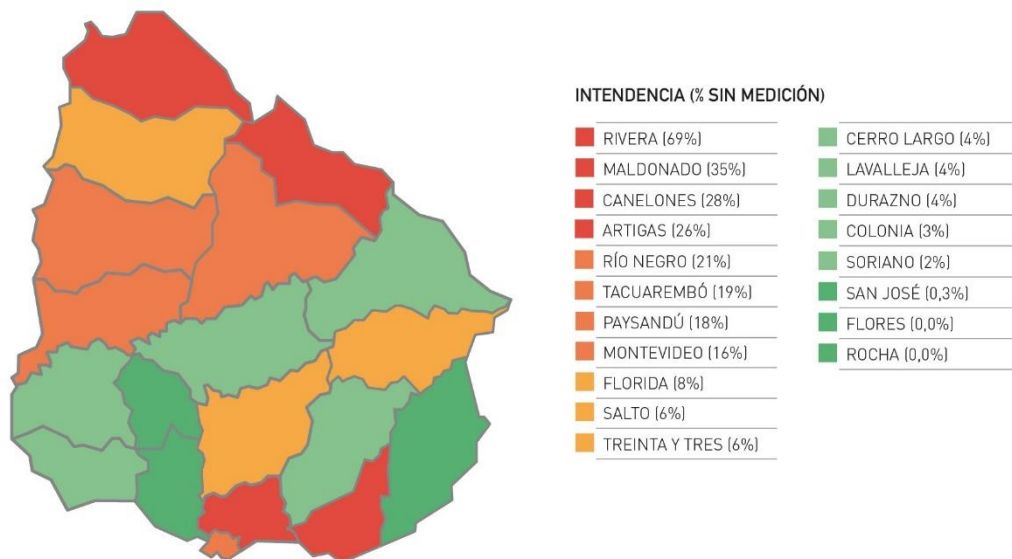 INTENDENCIA (% SIN MEDICIÓN)
RIVERA (69%)
MALDONADO (35%)
CANELONES (28%)
ARTIGAS (26%)
RÍO NEGRO (21%)
TACUAREMBÓ (19%)
PAYSANDÚ (18%)
MONTEVIDEO (16%)
FLORIDA (8%)
SALTO (6%)
TREINTA Y TRES (6%)
CERRO LARGO (4%)
LAVALLEJA (4%)
DURAZNO (4%)
COLONIA (3%)
SORIANO (2%)
SAN JOSÉ (0,3%)
FLORES (0,0%)
ROCHA (0,0%)